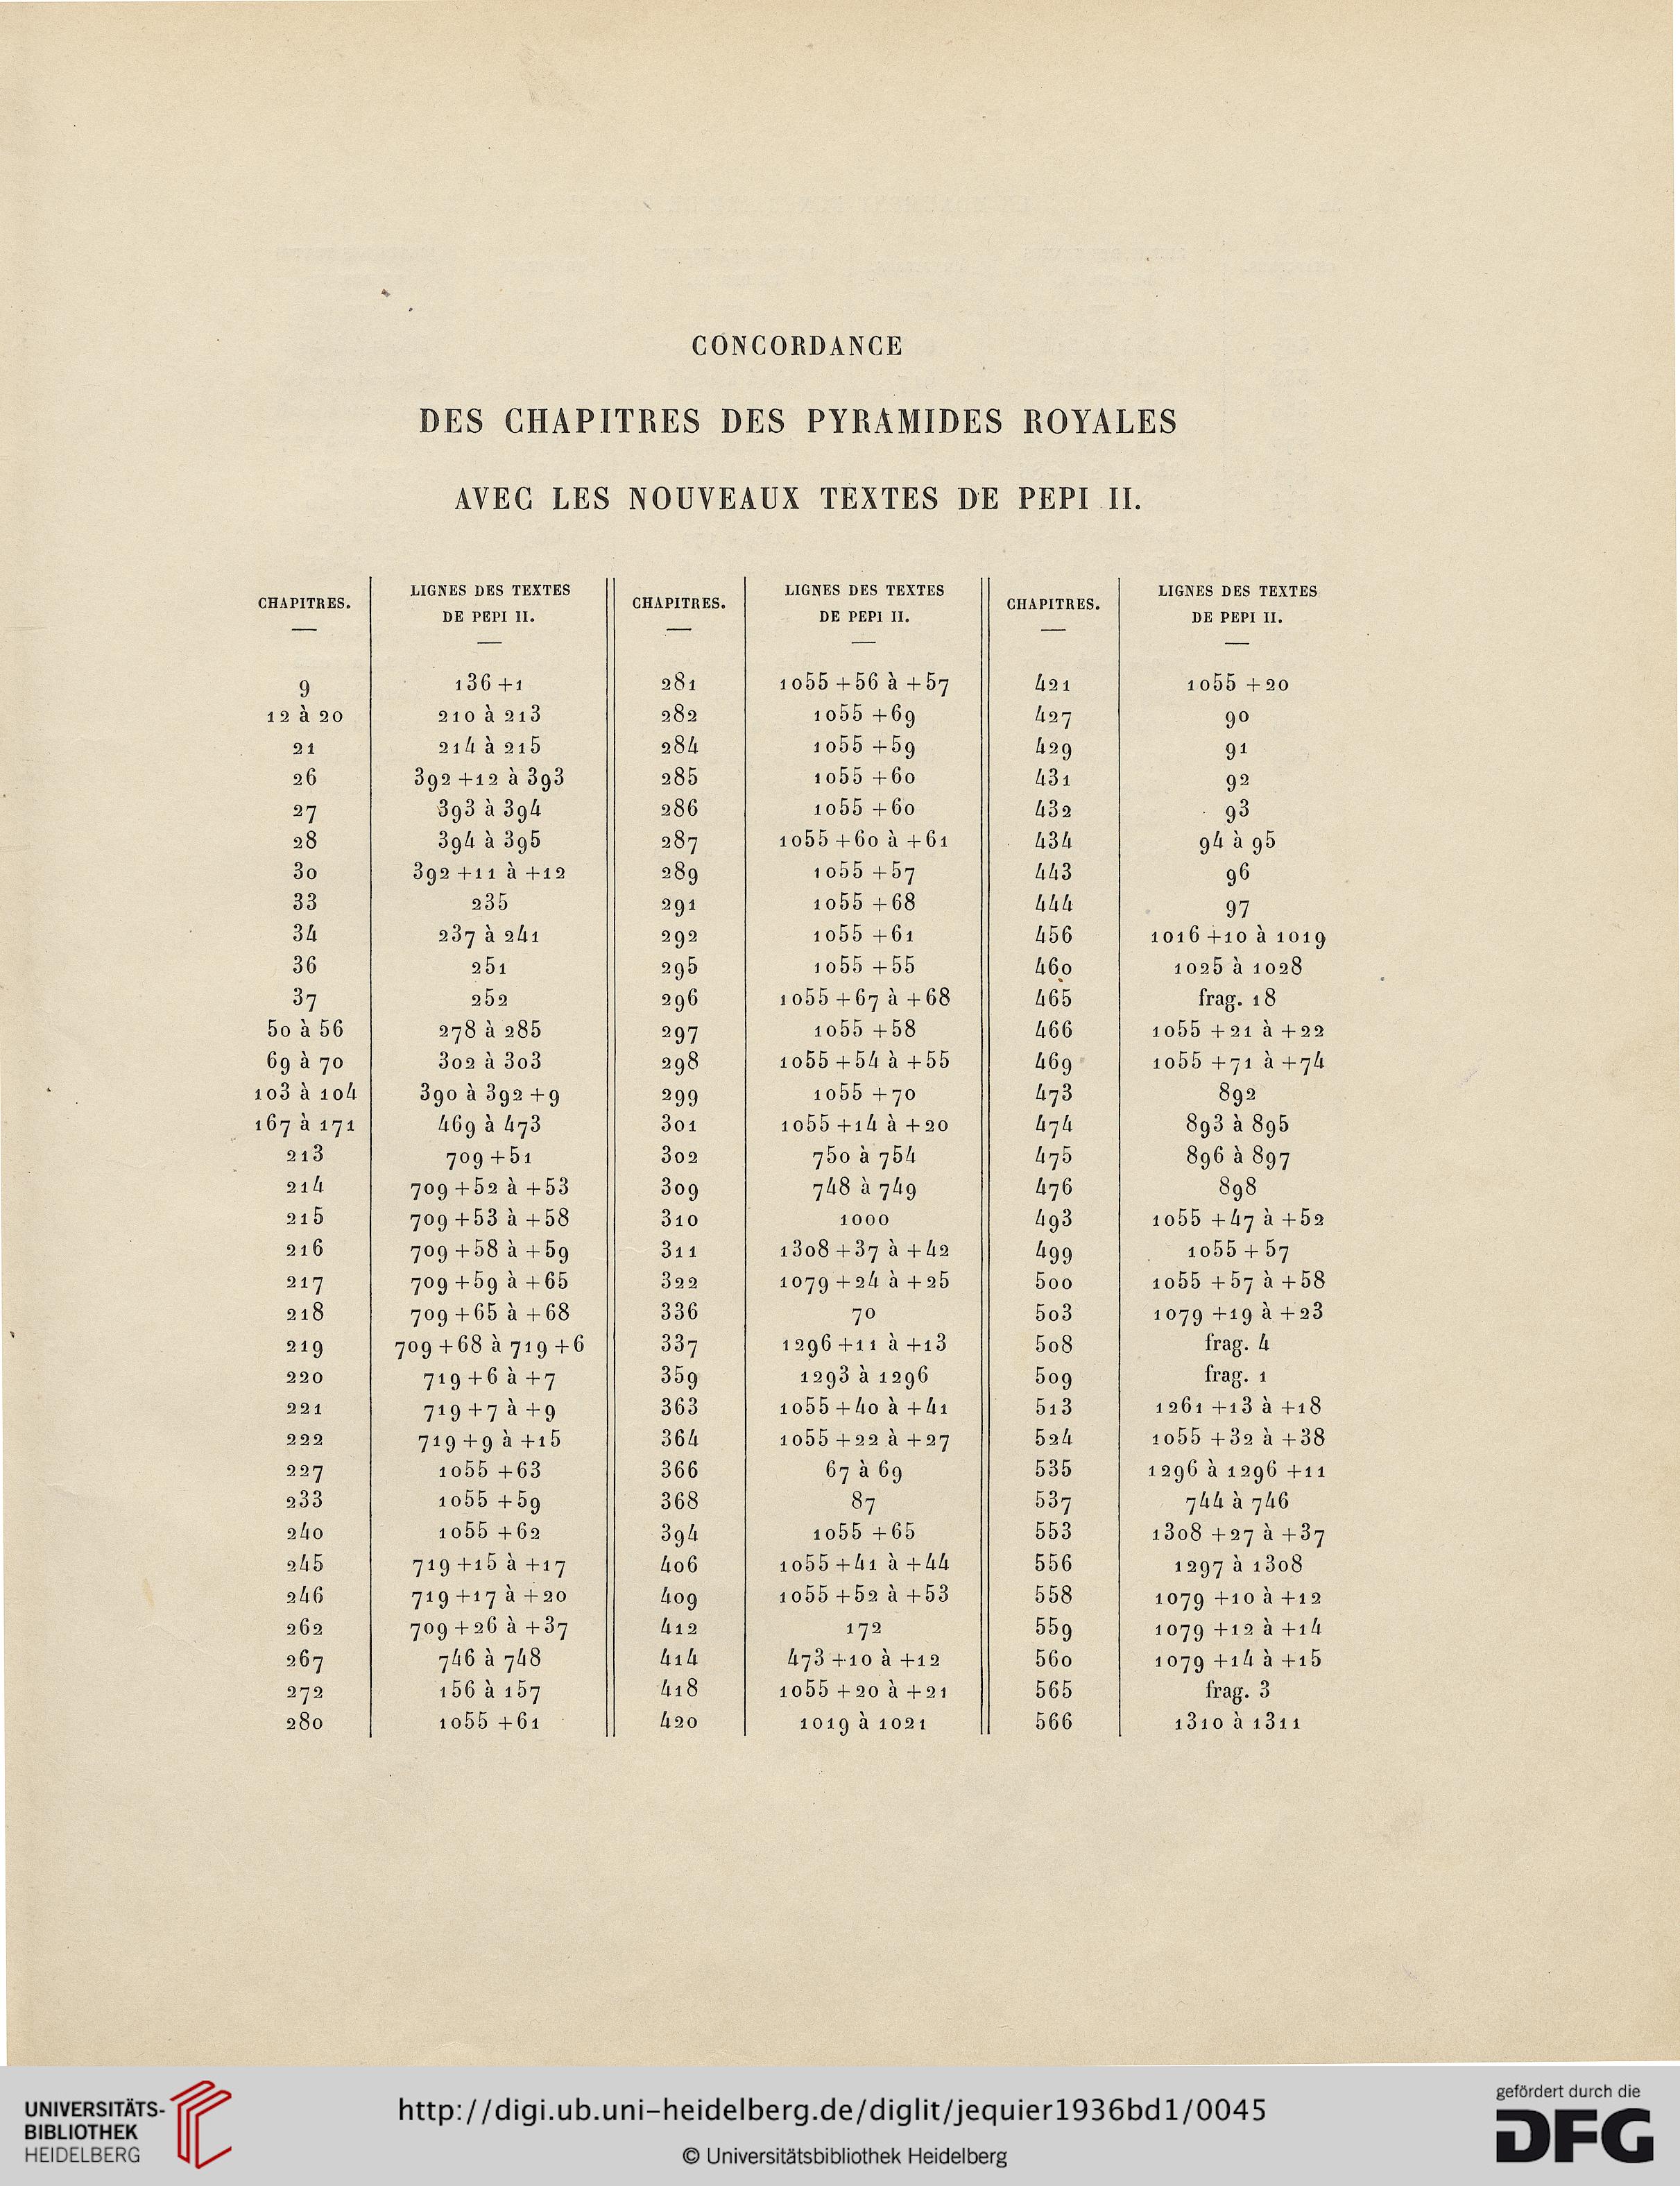 CONCORDANCE
DES CHAPITRES DES PYRAMIDES ROYALES
AVEC LES NOUVEAUX TEXTES DE PEPI II.
CHAPITRES. LIGNES DES TEXTES DE PEPI II. CHAPITRES. LIGNES DES TEXTES DE PEPI II. CHAPITRES. LIGNES DES TEXTES DE PEPI II.
9 136 +1 281 1055 +56 à +57 421 1055 +20
12 à 20 210 à 213 282 1055 +69 427 90
21 214 à 215 284 1055 +59 429 91
26 392 +12 à 393 285 1055 +60 431 92
27 393 à 394 286 1055 +60 432 93
28 394 à 395 287 1055 +60 à +61 434 94 à 95
30 392 +11 à +12 289 1055 +57 443 96
33 235 291 1055 +68 444 97
34 237 à 241 292 1055 +61 456 1016 +10 à 1019
36 251 295 1055 +55 460 1025 à 1028
37 252 296 1055 +67 à +68 465 frag. 18
50 à 56 278 à 285 297 1055 +58 466 1055 +21 à +22
69 à 70 302 à 303 298 1055 +54 à +55 469 1055 +71 à +74
103 à 104 390 à 392 +9 299 1055 +70 473 892
167 à 171 469 à 473 301 1055 +14 à +20 474 893 à 895
213 709 +51 302 750 à 754 475 896 à 897
214 709 +52 à +53 309 748 à 749 476 898
215 709 +53 à +58 310 1000 493 1055 +47 à +52
216 709 +58 à +59 311 1308 +37 à +42 499 1055 +57
217 709 +59 à +65 322 1079 +24 à +25 500 1055 +57 à +58
218 709 +65 à +68 336 70 503 1079 +19 à +23
219 709 +68 à 719 +6 337 1296 +11 à +13 508 frag. 4
220 719 +6 à +7 359 1293 à 1296 509 frag. 1
221 719 +7 à +9 363 1055 +40 à +41 513 1261 +13 à +18
222 719 +9 à +15 364 1055 +22 à +27 524 1055 +32 à +38
227 1055 +63 366 67 à 69 535 1296 à 1296 +11
233 1055 +59 368 87 537 744 à 746
240 1055 +62 394 1055 +65 553 1308 +27 à +37
245 719 +15 à +17 406 1055 +41 à +44 556 1297 à 1308
246 719 +17 à +20 409 1055 +52 à +53 558 1079 +10 à +12
262 709 +26 à +37 412 172 559 1079 +12 à +14
267 746 à 748 414 473 +10 à +12 560 1079 +14 à +15
272 156 à 157 418 1055 +20 à +21 565 frag. 3
280 1055 +61 420 1019 à 1021 566 1310 à 1311
UNIVERSITÄTS-
BIBLIOTHEK
HEIDELBERG
http://digi.ub.uni-heidelberg.de/diglit/jequier1936bd1/0045
© Universitätsbibliothek Heidelberg
gefördert durch die
DFG